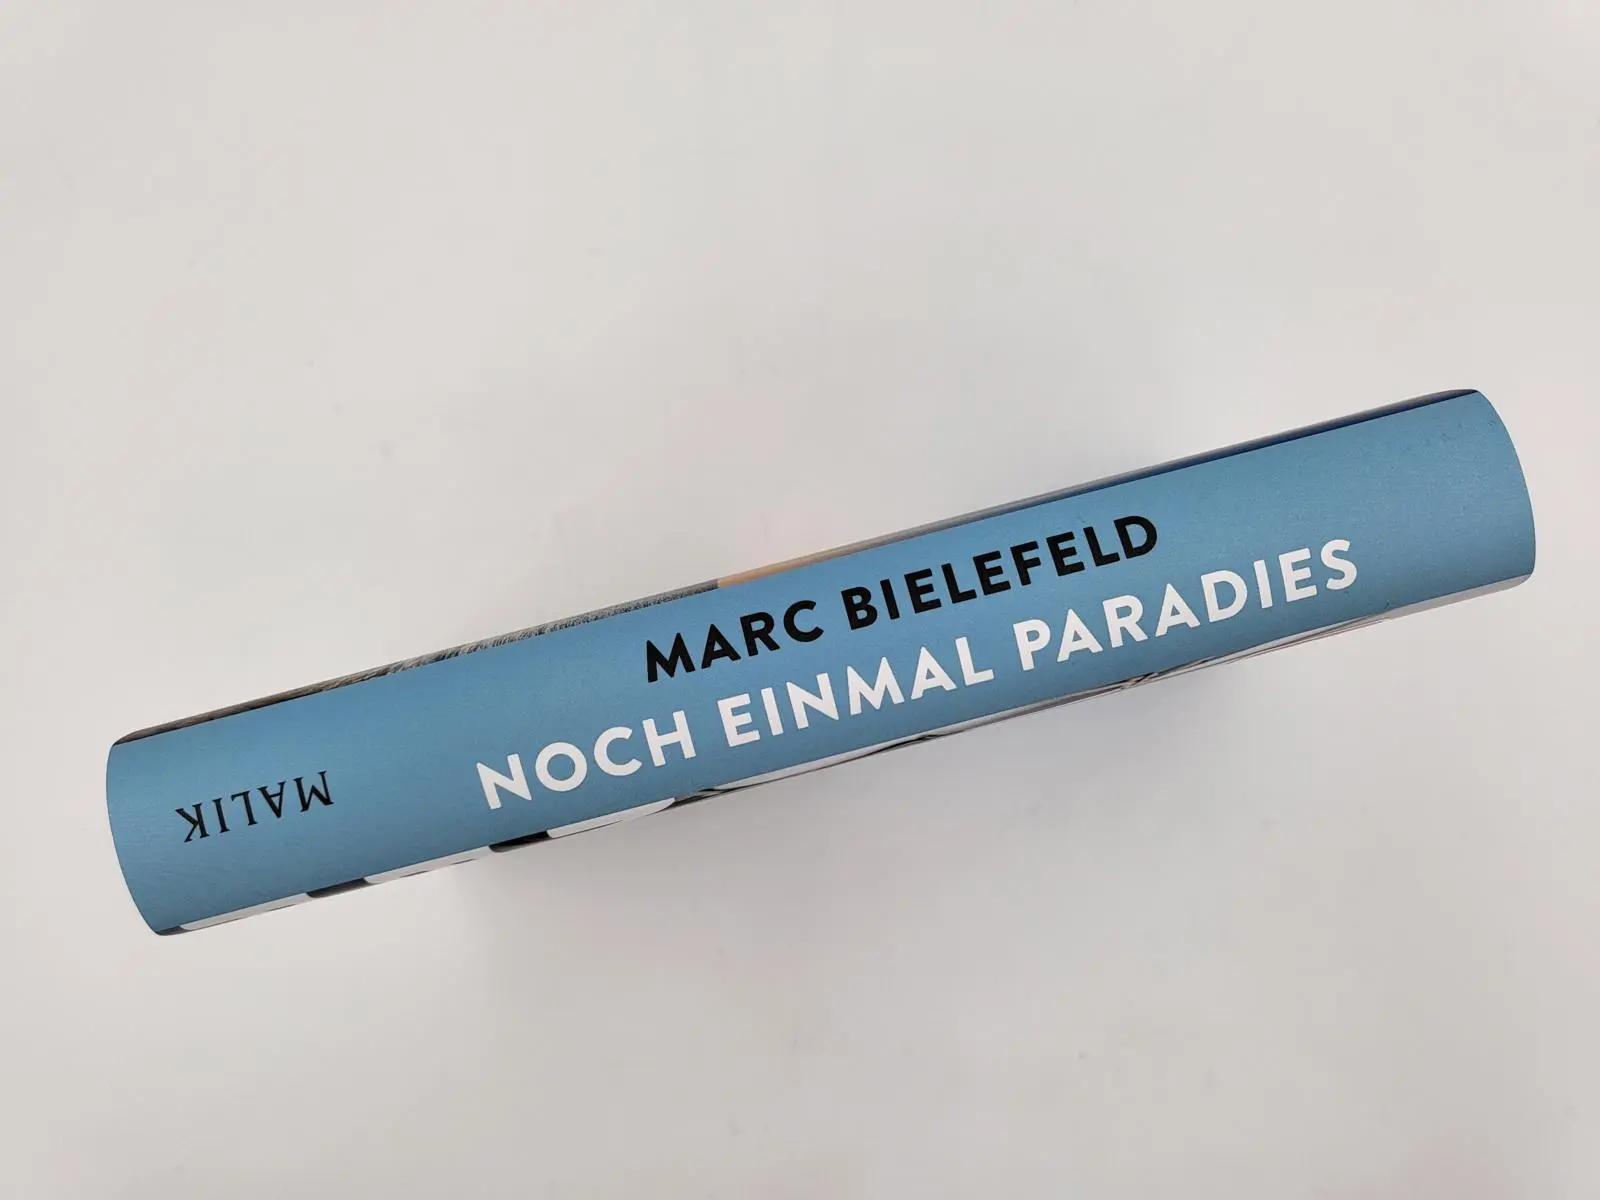 MARC BIELEFELD
NOCH EINMAL PARADIES
MALIK